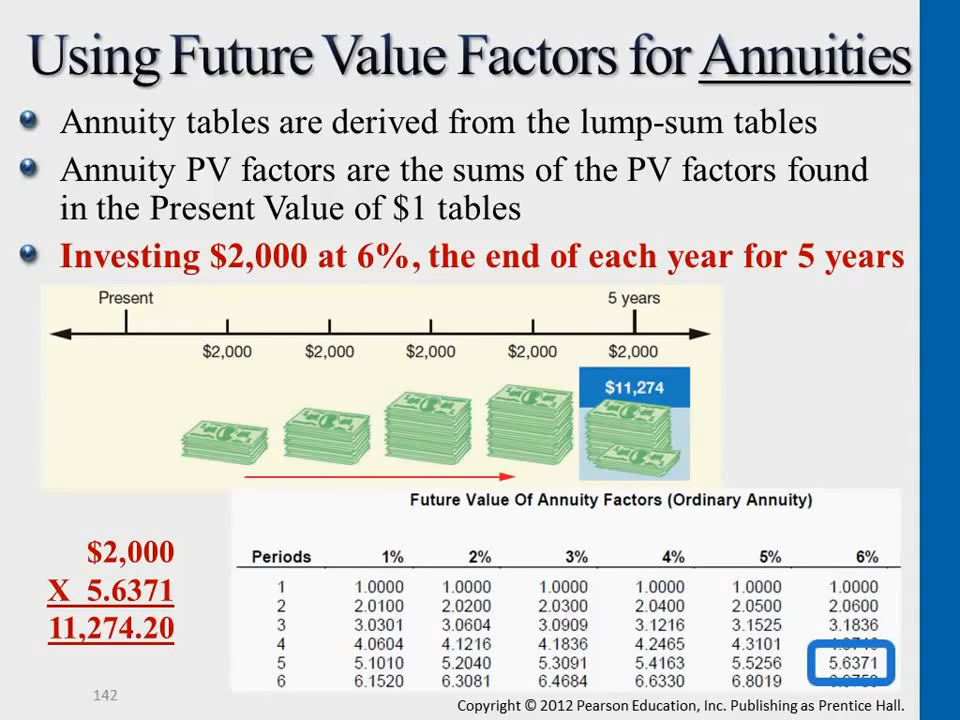 Using Future Value Factors for Annuities
Annuity tables are derived from the lump-sum tables
Annuity PV factors are the sums of the PV factors found
in the Present Value of $1 tables
Investing $2,000 at 6%, the end of each year for 5 years
Present 5 years
$2,000 $2,000 $2,000 $2,000 $2,000
$11,274
Future Value Of Annuity Factors (Ordinary Annuity)
Periods 1% 2% 3% 4% 5% 6%
1 1.0000 1.0000 1.0000 1.0000 1.0000 1.0000
2 2.0100 2.0200 2.0300 2.0400 2.0500 2.0600
3 3.0301 3.0604 3.0909 3.1216 3.1525 3.1836
4 4.0604 4.1216 4.1836 4.2465 4.3101
5 5.1010 5.2040 5.3091 5.4163 5.5256 5.6371
6 6.1520 6.3081 6.4684 6.6330 6.8019
$2,000
X 5.6371
11,274.20
142
Copyright © 2012 Pearson Education, Inc. Publishing as Prentice Hall.